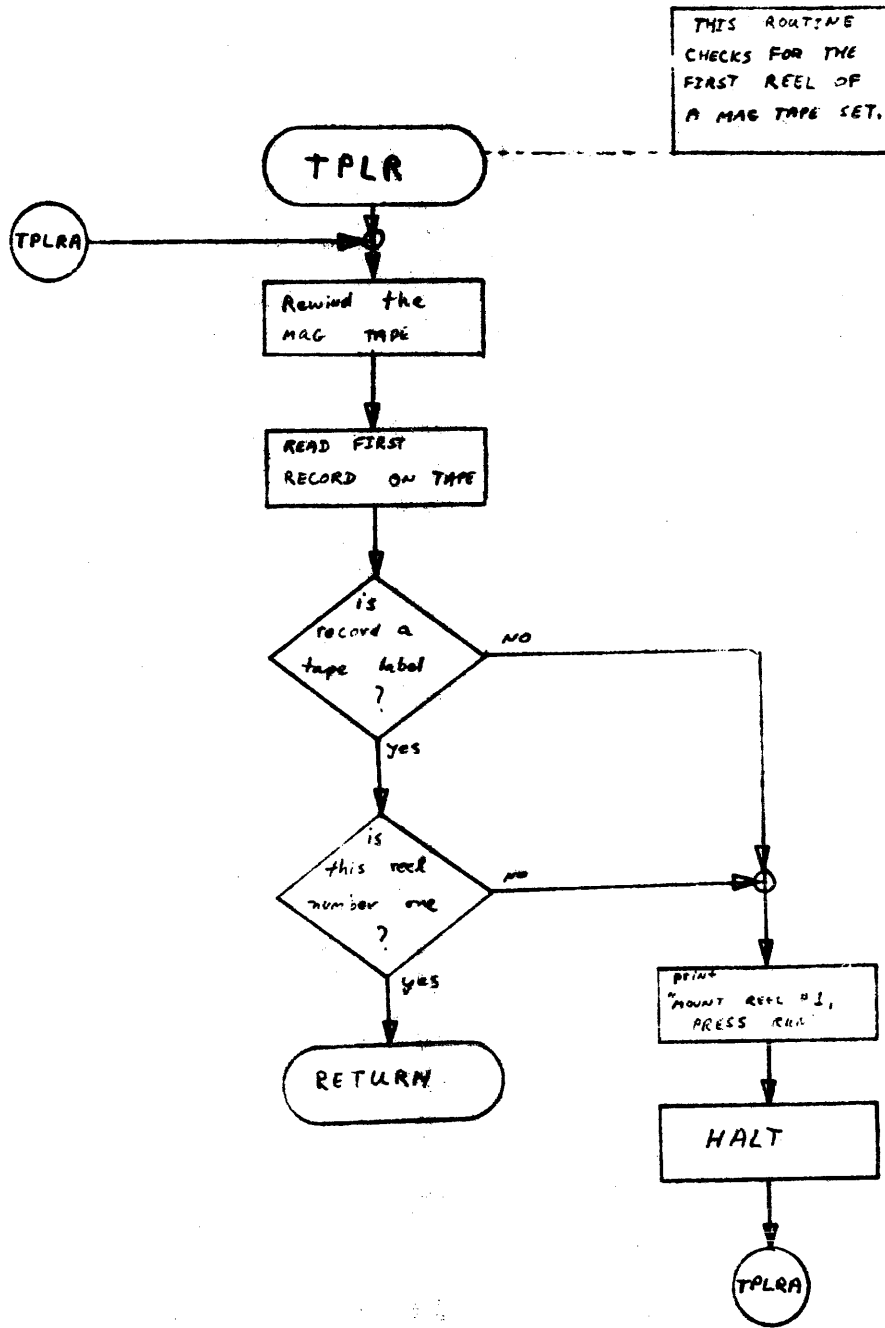 THIS ROUTINE
CHECKS FOR THE
FIRST REEL OF
A MAG TAPE SET.
TPLR
TPLRA
Rewind the
MAG TAPE
READ FIRST
RECORD ON TAPE
is
record a
tape label
?
NO
yes
is
this reel
number one
?
NO
yes
RETURN
print
"MOUNT REEL #1,
PRESS RUN"
HALT
TPLRA